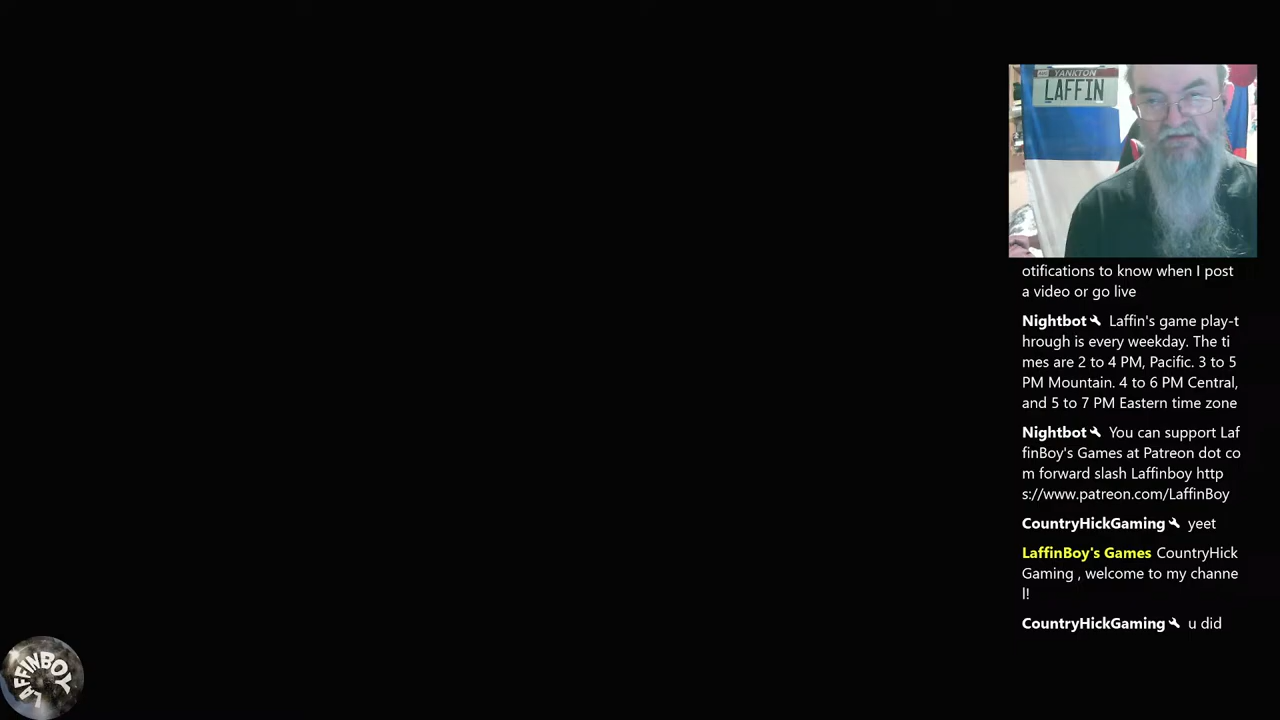 YANKTON
LAFFIN
otifications to know when I post
a video or go live
Nightbot Laffin's game play-t
hrough is every weekday. The ti
mes are 2 to 4 PM, Pacific. 3 to 5
PM Mountain. 4 to 6 PM Central,
and 5 to 7 PM Eastern time zone
Nightbot You can support Laf
finBoy's Games at Patreon dot co
m forward slash Laffinboy http
s://www.patreon.com/LaffinBoy
CountryHickGaming yeet
LaffinBoy's Games CountryHick
Gaming , welcome to my channe
l!
CountryHickGaming u did
LAFFINBOY